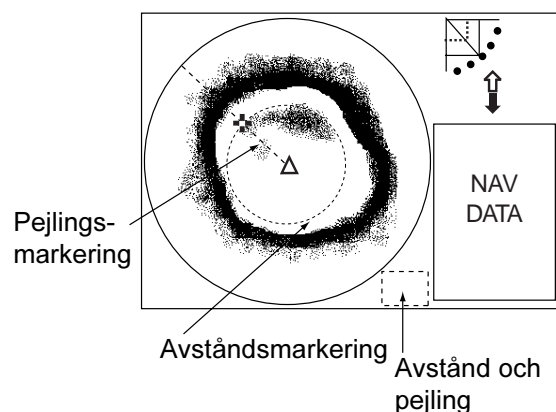 NAV
DATA
Pejlings-
markering
Avståndsmarkering
Avstånd och
pejling